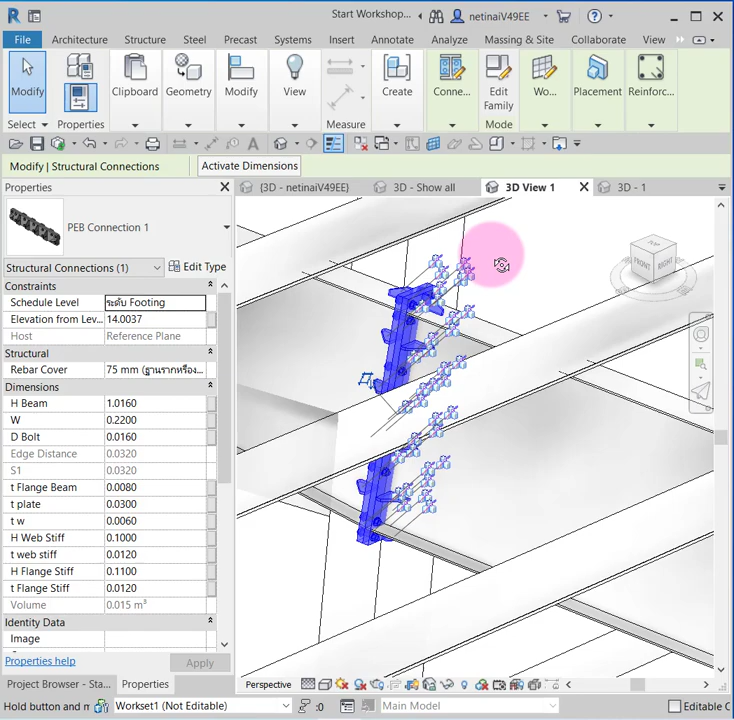 Start Workshop...
netinaiV49EE
File Architecture Structure Steel Precast Systems Insert Annotate Analyze Massing & Site Collaborate View
Modify Clipboard Geometry Modify View Create Conne... Edit Family Wo... Placement Reinforc...
Select Properties Measure Mode
Modify | Structural Connections Activate Dimensions
Properties
{3D - netinaiV49EE} 3D - Show all 3D View 1 3D - 1
PEB Connection 1
Structural Connections (1) Edit Type
Constraints
Schedule Level ระดับ Footing
Elevation from Lev... 14.0037
Host Reference Plane
Structural
Rebar Cover 75 mm (ฐานรากหรือง...
Dimensions
H Beam 1.0160
W 0.2200
D Bolt 0.0160
Edge Distance 0.0320
S1 0.0320
t Flange Beam 0.0080
t plate 0.0300
t w 0.0060
H Web Stiff 0.1000
t web stiff 0.0120
H Flange Stiff 0.1100
t Flange Stiff 0.0120
Volume 0.015 m³
Identity Data
Image
Properties help Apply
Project Browser - Sta... Properties
FRONT RIGHT
Perspective
Hold button and m Workset1 (Not Editable) :0 Main Model Editable C